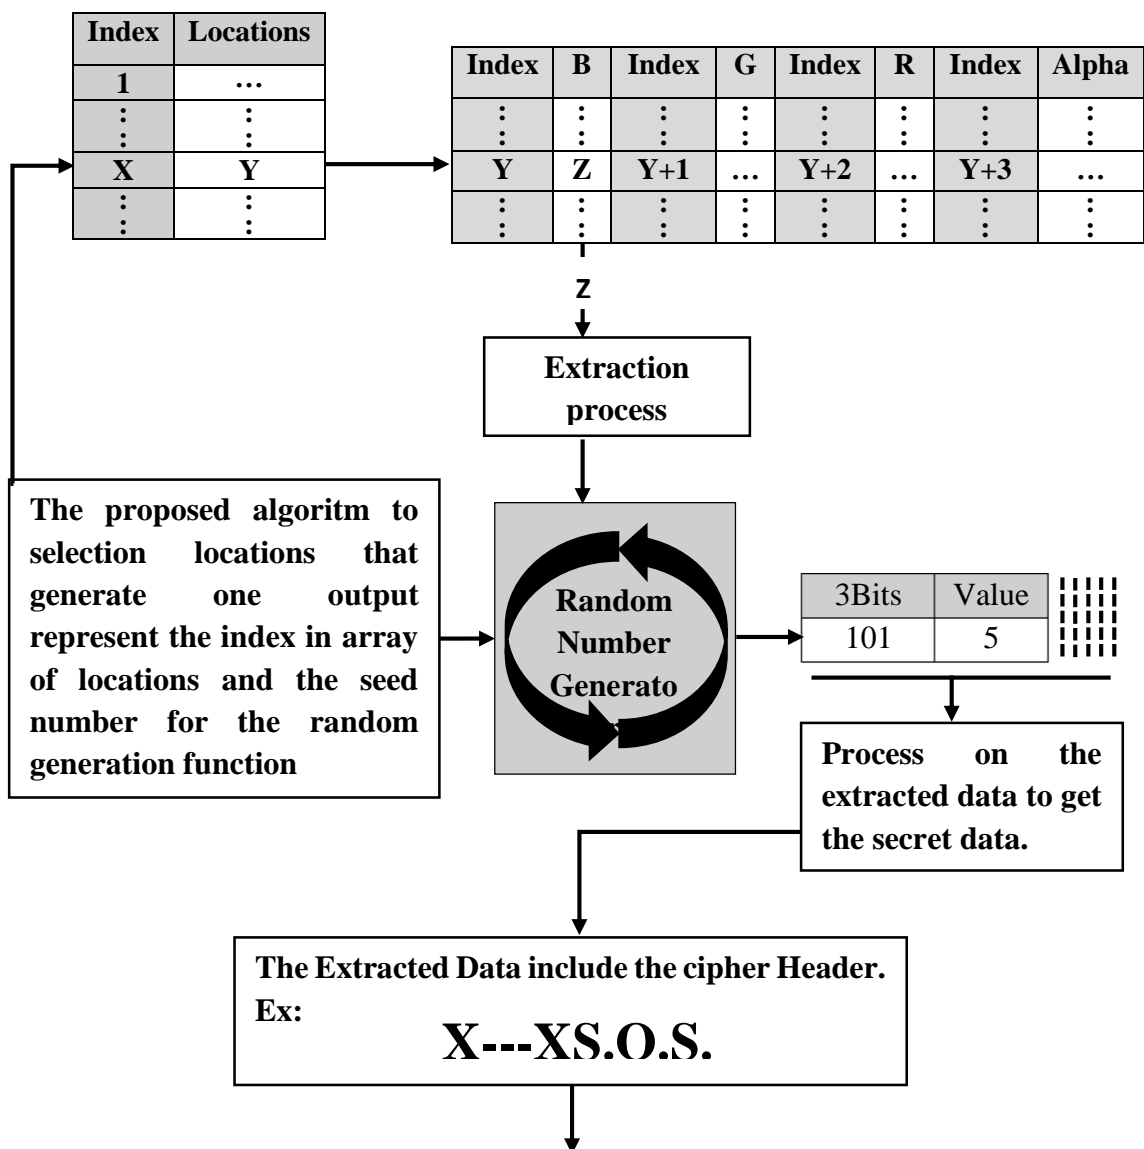 Index Locations
1 ...
⋮ ⋮
X Y
⋮ ⋮
Index B Index G Index R Index Alpha
⋮ ⋮ ⋮ ⋮ ⋮ ⋮ ⋮ ⋮
Y Z Y+1 ... Y+2 ... Y+3 ...
⋮ ⋮ ⋮ ⋮ ⋮ ⋮ ⋮ ⋮
Z
Extraction
process
The proposed algoritm to
selection locations that
generate one output
represent the index in array
of locations and the seed
number for the random
generation function
Random
Number
Generato
3Bits Value
101 5
Process on the
extracted data to get
the secret data.
The Extracted Data include the cipher Header.
Ex:
X---XS.O.S.